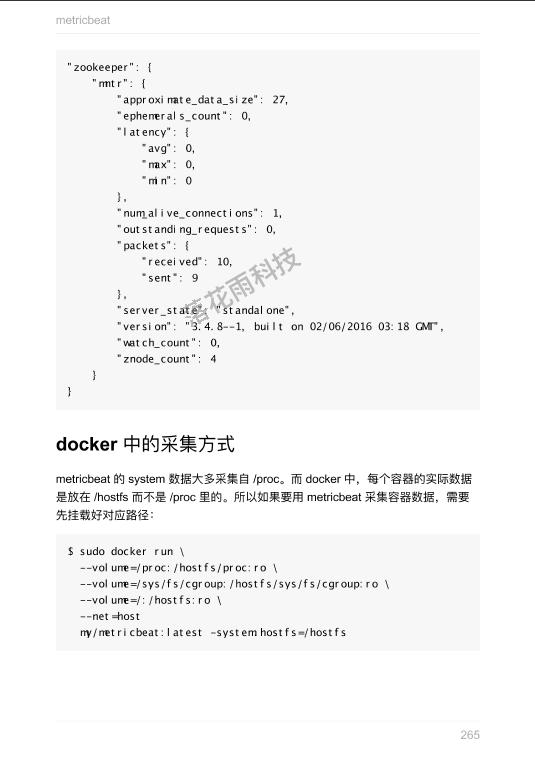 metricbeat
"zookeeper": {
"mntr": {
"approximate_data_size": 27,
"ephemerals_count": 0,
"latency": {
"avg": 0,
"max": 0,
"min": 0
},
"num_alive_connections": 1,
"outstanding_requests": 0,
"packets": {
"received": 10,
"sent": 9
},
"server_state": "standalone",
"version": "3.4.8--1, built on 02/06/2016 03:18 GMT",
"watch_count": 0,
"znode_count": 4
}
}
落花雨科技
docker 中的采集方式
metricbeat 的 system 数据大多采集自 /proc。而 docker 中，每个容器的实际数据
是放在 /hostfs 而不是 /proc 里的。所以如果要用 metricbeat 采集容器数据，需要
先挂载好对应路径：
$ sudo docker run \
--volume=/proc:/hostfs/proc:ro \
--volume=/sys/fs/cgroup:/hostfs/sys/fs/cgroup:ro \
--volume=/:/hostfs:ro \
--net=host
my/metricbeat:latest -system.hostfs=/hostfs
265